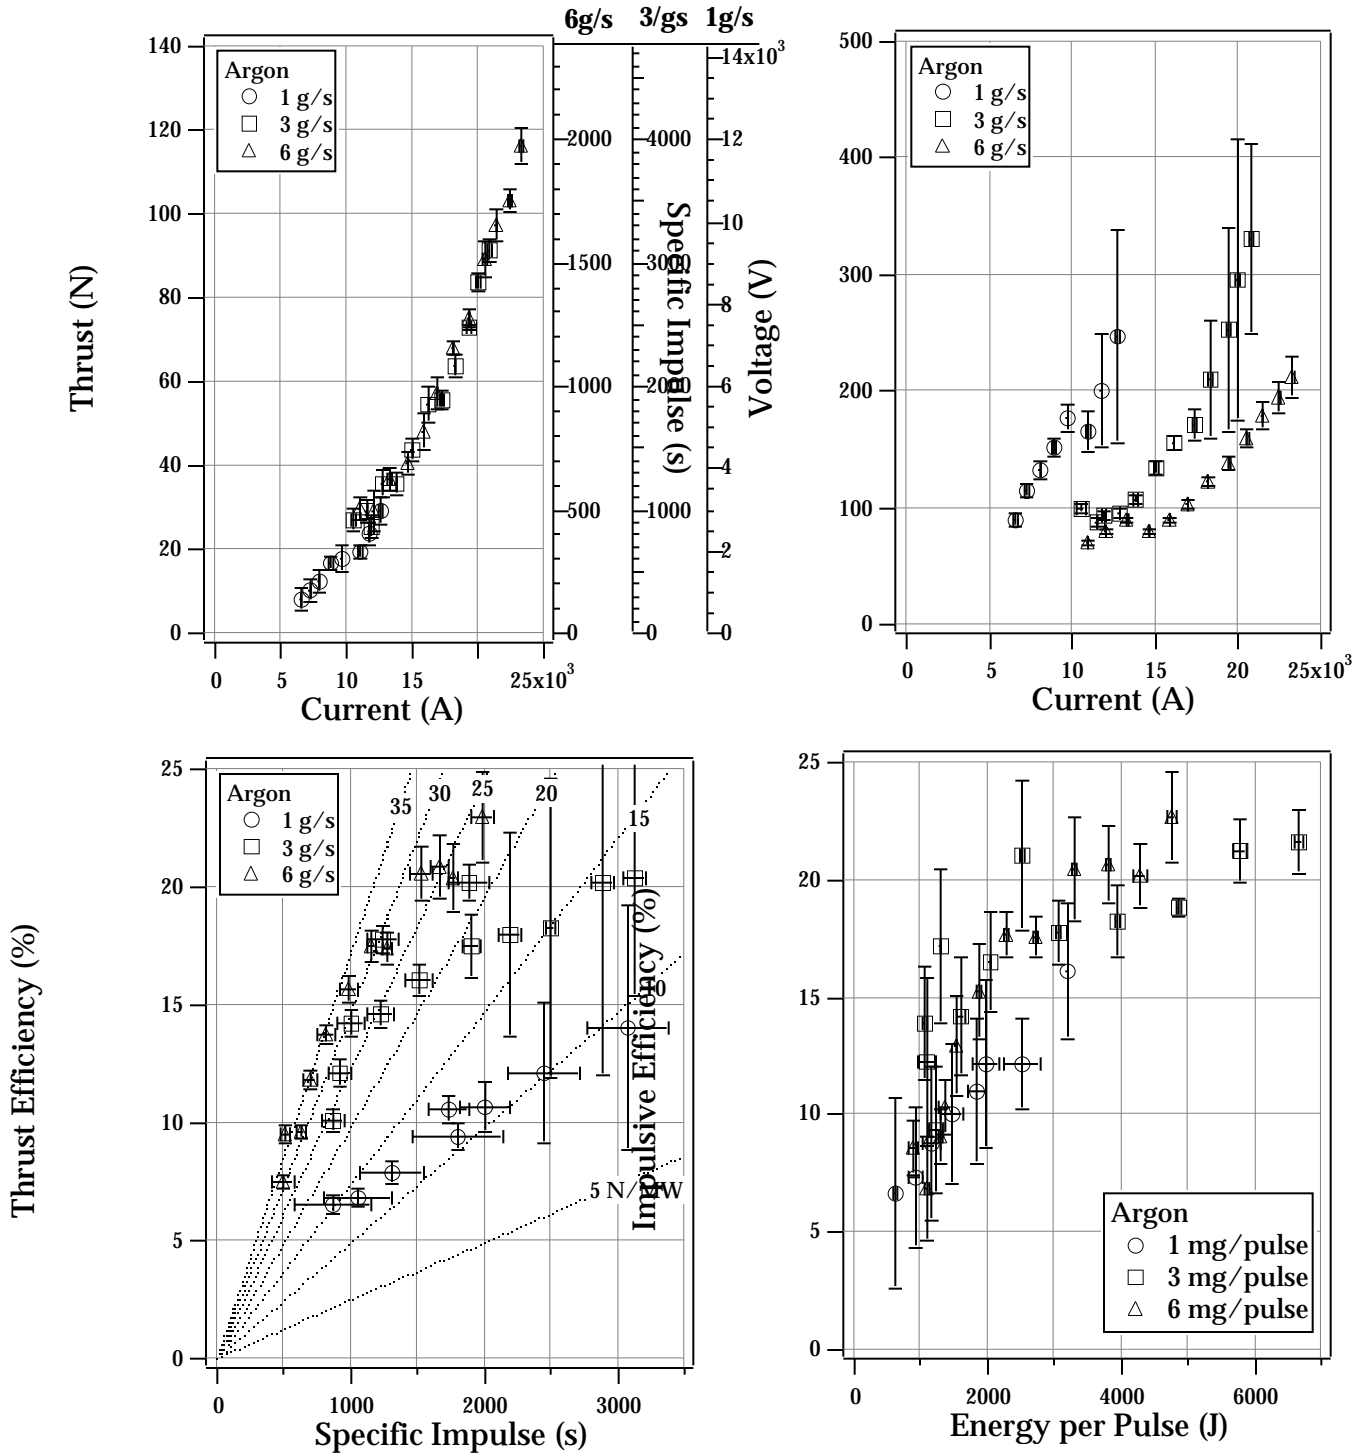 6g/s 3/gs 1g/s
140
120
100
80
60
40
20
0
Thrust (N)
Argon
1 g/s
3 g/s
6 g/s
0 5 10 15 25x10³
Current (A)
2000
1500
1000
500
0
4000
3000
2000
1000
0
Specific Impulse (s)
14x10³
12
10
8
6
4
2
0
Voltage (V)
500
400
300
200
100
0
Argon
1 g/s
3 g/s
6 g/s
0 5 10 15 20 25x10³
Current (A)
25
20
15
10
5
0
Thrust Efficiency (%)
Argon
1 g/s
3 g/s
6 g/s
35 30 25 20 15 10
5 N/MW
0 1000 2000 3000
Specific Impulse (s)
Impulsive Efficiency (%)
25
20
15
10
5
0
Argon
1 mg/pulse
3 mg/pulse
6 mg/pulse
0 2000 4000 6000
Energy per Pulse (J)